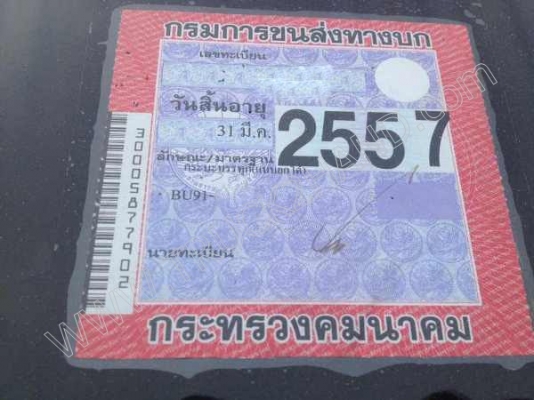 กรมการขนส่งทางบก
เลขทะเบียน
วันสิ้นอายุ
31 มี.ค. 2557
ลักษณะ/มาตรฐาน
BU91-
นายทะเบียน
กระทรวงคมนาคม
30005877902